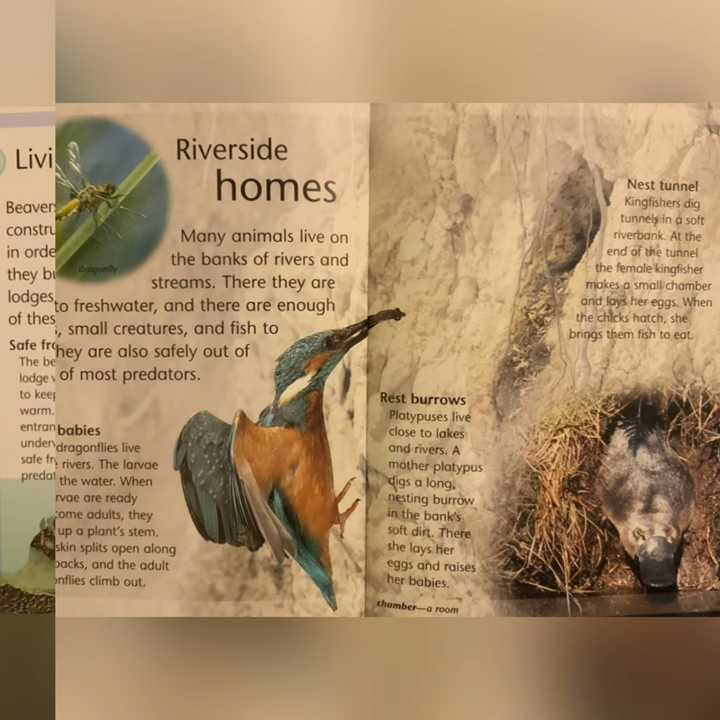 Livi
Beaver
constru
in orde
they bu
lodges,
of thes
Safe fr
The be
lodge
to keep
warm.
entran
under
safe fr
predat
dragonfly
Riverside
homes
Many animals live on
the banks of rivers and
streams. There they are
to freshwater, and there are enough
, small creatures, and fish to
hey are also safely out of
of most predators.
babies
dragonflies live
rivers. The larvae
the water. When
rvae are ready
ome adults, they
up a plant's stem.
skin splits open along
backs, and the adult
onflies climb out.
Nest tunnel
Kingfishers dig
tunnels in a soft
riverbank. At the
end of the tunnel
the female kingfisher
makes a small chamber
and lays her eggs. When
the chicks hatch, she
brings them fish to eat.
Rest burrows
Platypuses live
close to lakes
and rivers. A
mother platypus
digs a long,
nesting burrow
in the bank's
soft dirt. There
she lays her
eggs and raises
her babies.
chamber—a room